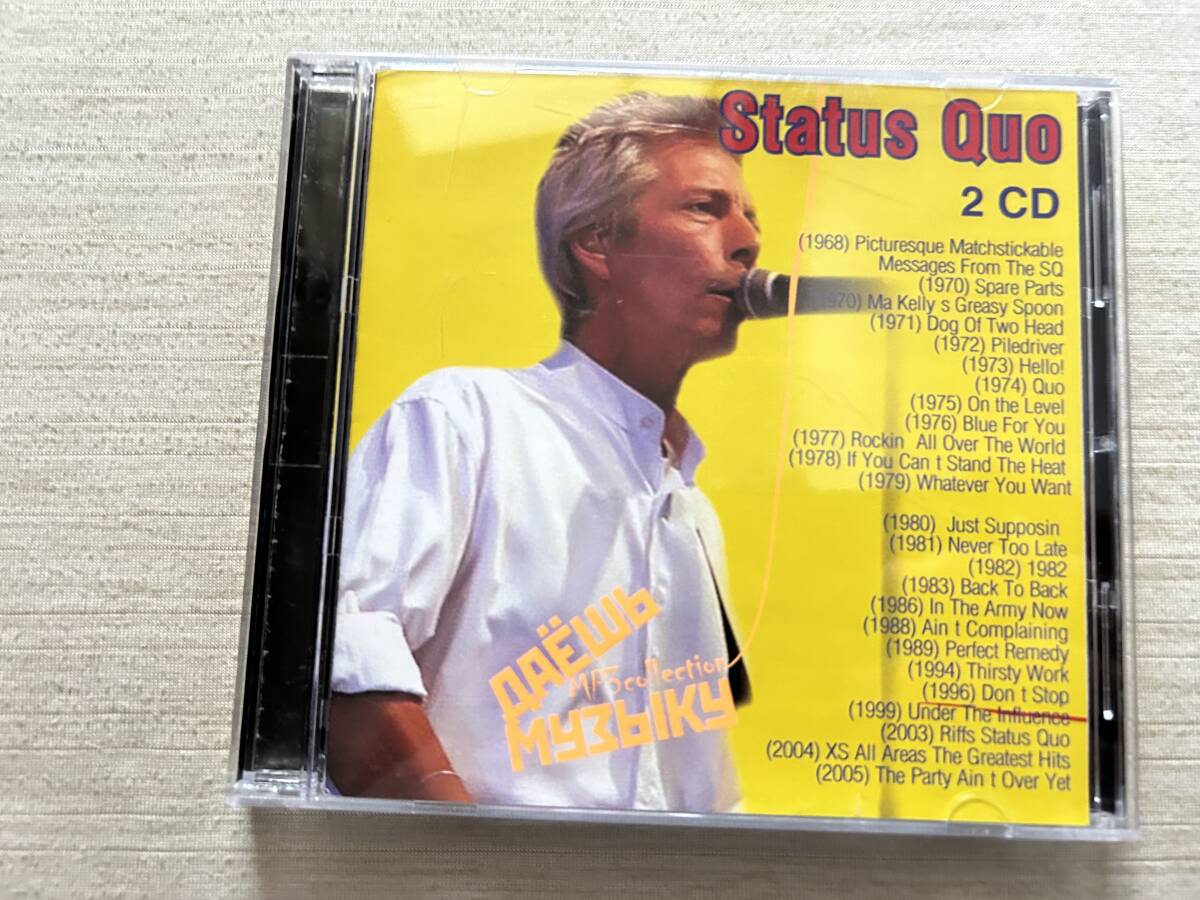 Status Quo
2 CD
(1968) Picturesque Matchstickable
Messages From The SQ
(1970) Spare Parts
(1970) Ma Kelly s Greasy Spoon
(1971) Dog Of Two Head
(1972) Piledriver
(1973) Hello!
(1974) Quo
(1975) On the Level
(1976) Blue For You
(1977) Rockin All Over The World
(1978) If You Can t Stand The Heat
(1979) Whatever You Want
(1980) Just Supposin
(1981) Never Too Late
(1982) 1982
(1983) Back To Back
(1986) In The Army Now
(1988) Ain t Complaining
(1989) Perfect Remedy
(1994) Thirsty Work
(1996) Don t Stop
(1999) Under The Influence
(2003) Riffs Status Quo
(2004) XS All Areas The Greatest Hits
(2005) The Party Ain t Over Yet
ДАЁШЬ
MP3collection
МУЗЫКУ